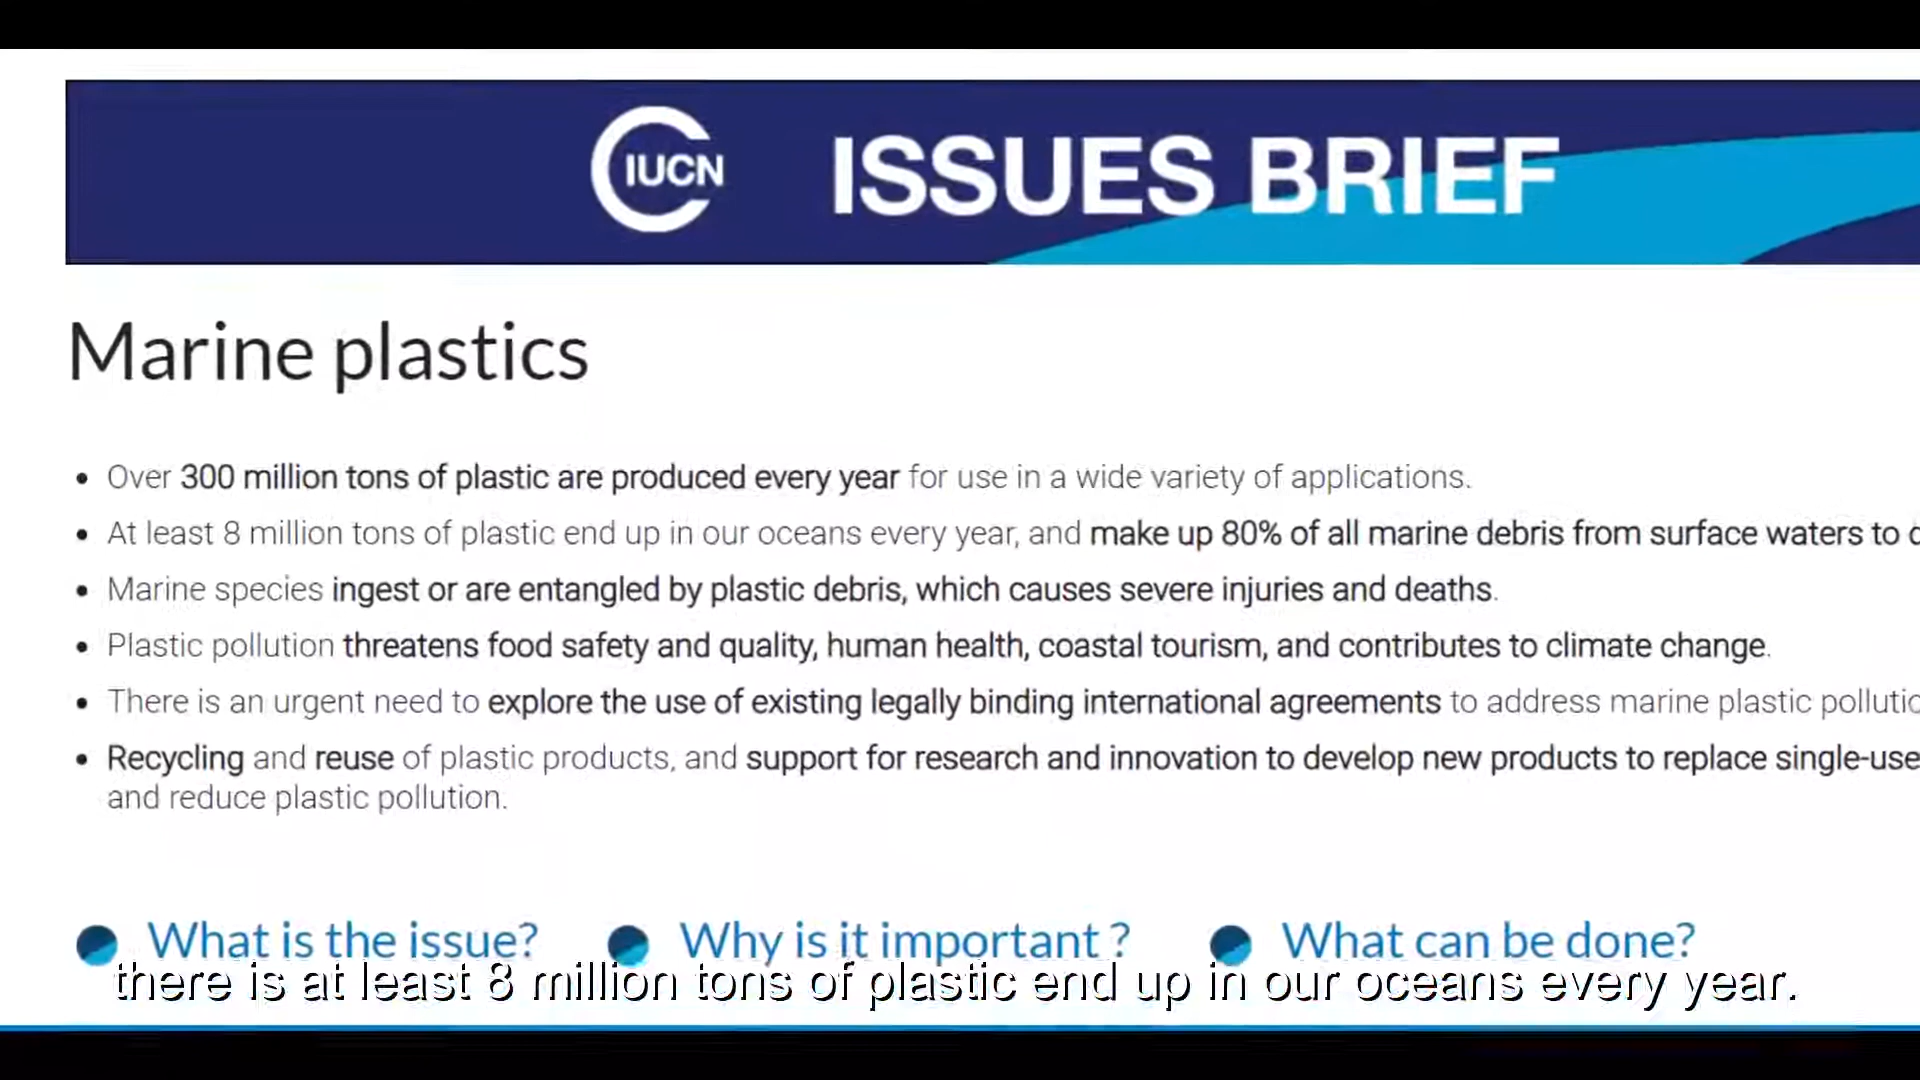 IUCN ISSUES BRIEF
Marine plastics
• Over 300 million tons of plastic are produced every year for use in a wide variety of applications.
• At least 8 million tons of plastic end up in our oceans every year, and make up 80% of all marine debris from surface waters to
• Marine species ingest or are entangled by plastic debris, which causes severe injuries and deaths.
• Plastic pollution threatens food safety and quality, human health, coastal tourism, and contributes to climate change.
• There is an urgent need to explore the use of existing legally binding international agreements to address marine plastic
• Recycling and reuse of plastic products, and support for research and innovation to develop new products to replace single-use
and reduce plastic pollution.
What is the issue? Why is it important ? What can be done?
there is at least 8 million tons of plastic end up in our oceans every year.